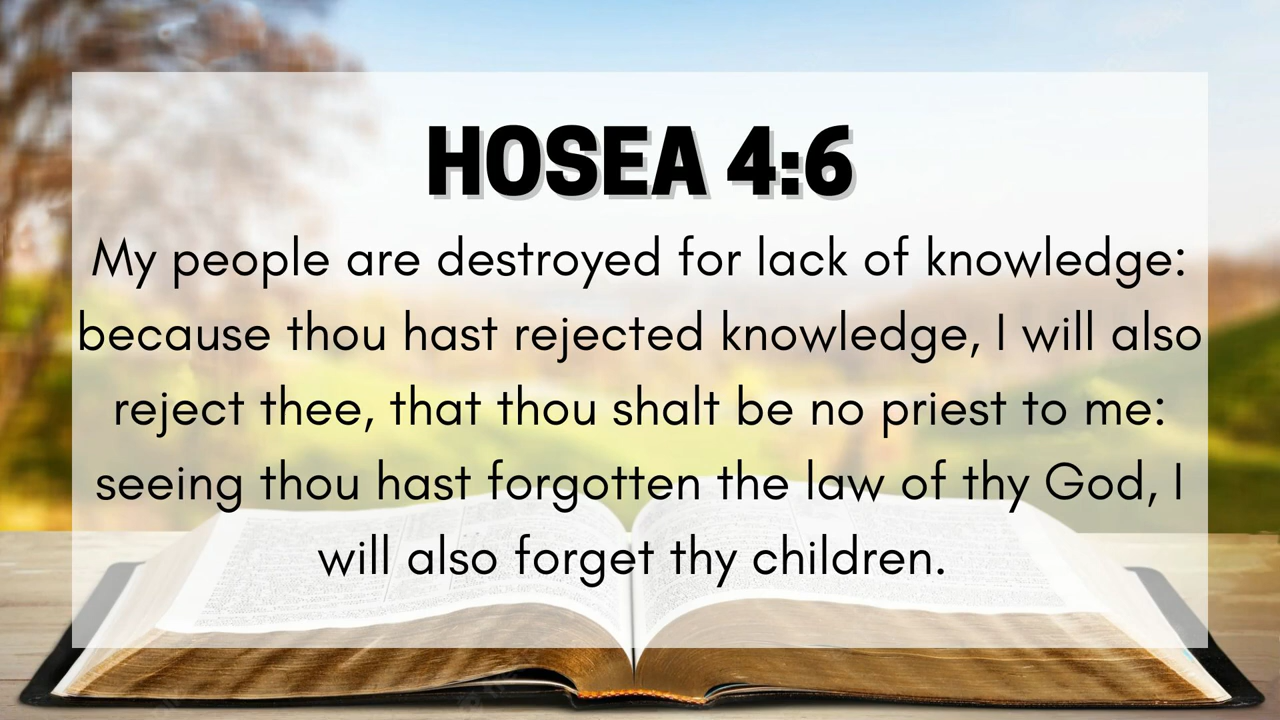 HOSEA 4:6
My people are destroyed for lack of knowledge:
because thou hast rejected knowledge, I will also
reject thee, that thou shalt be no priest to me:
seeing thou hast forgotten the law of thy God, I
will also forget thy children.